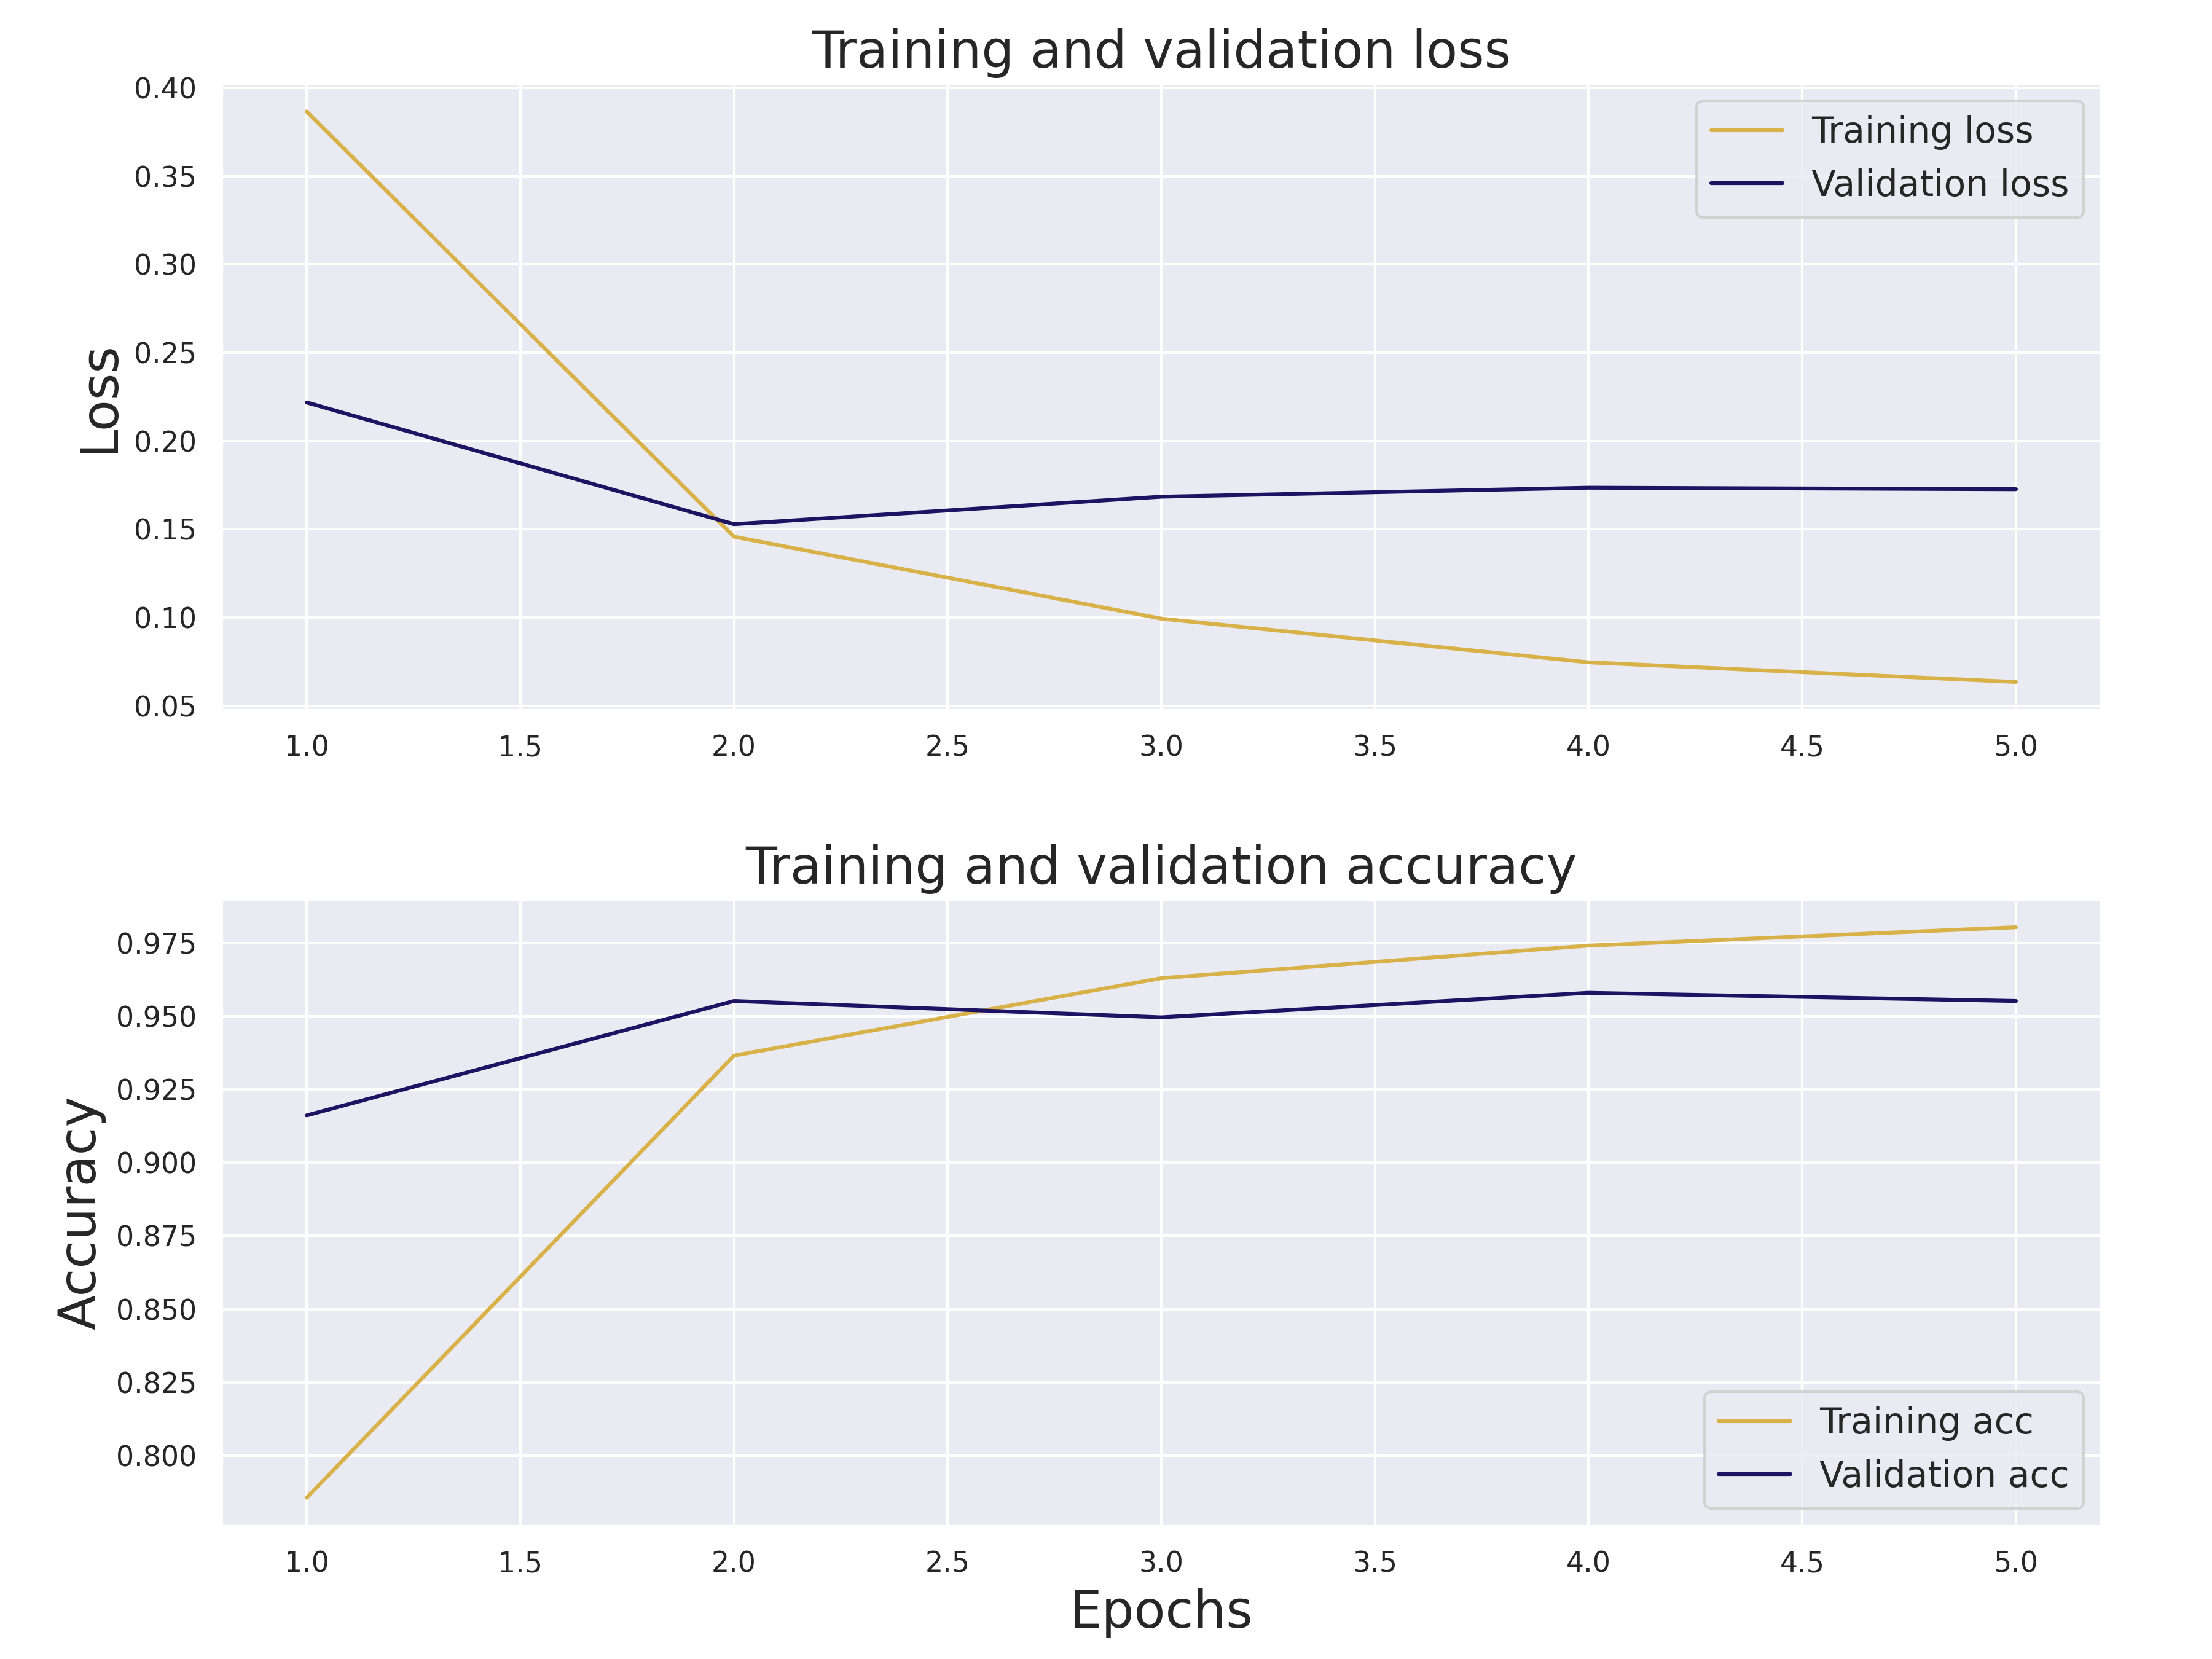 Training and validation loss
0.40
0.35
0.30
0.25
0.20
0.15
0.10
0.05
Loss
Training loss
Validation loss
1.0 1.5 2.0 2.5 3.0 3.5 4.0 4.5 5.0
Training and validation accuracy
0.975
0.950
0.925
0.900
0.875
0.850
0.825
0.800
Accuracy
Training acc
Validation acc
1.0 1.5 2.0 2.5 3.0 3.5 4.0 4.5 5.0
Epochs